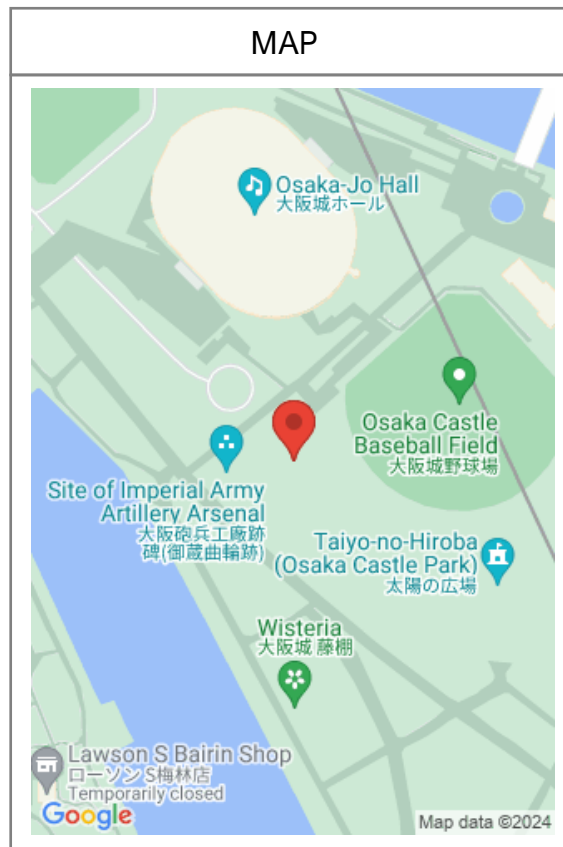 MAP
Osaka-Jo Hall
大阪城ホール
Osaka Castle
Baseball Field
大阪城野球場
Site of Imperial Army
Artillery Arsenal
大阪砲兵工廠跡
碑(御蔵曲輪跡)
Taiyo-no-Hiroba
(Osaka Castle Park)
太陽の広場
Wisteria
大阪城 藤棚
Lawson S Bairin Shop
ローソン S梅林店
Temporarily closed
Google
Map data ©2024